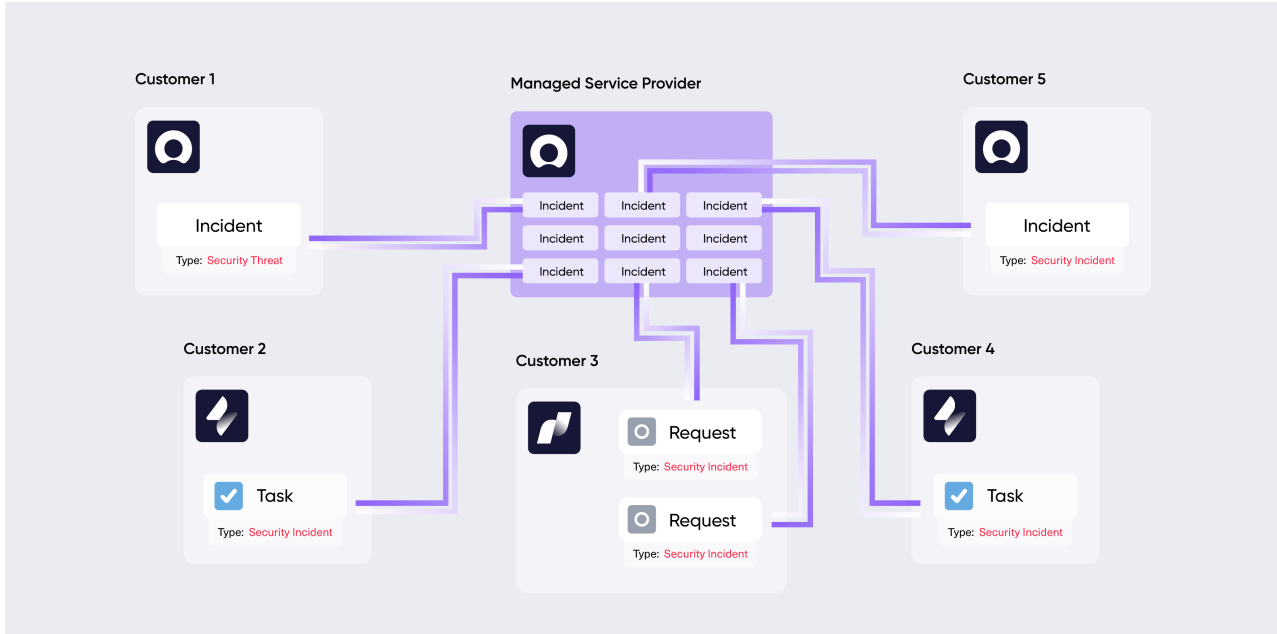 Customer 1
Incident
Type: Security Threat
Managed Service Provider
Incident Incident Incident
Incident Incident Incident
Incident Incident Incident
Customer 5
Incident
Type: Security Incident
Customer 2
Task
Type: Security Incident
Customer 3
Request
Type: Security Incident
Request
Type: Security Incident
Customer 4
Task
Type: Security Incident